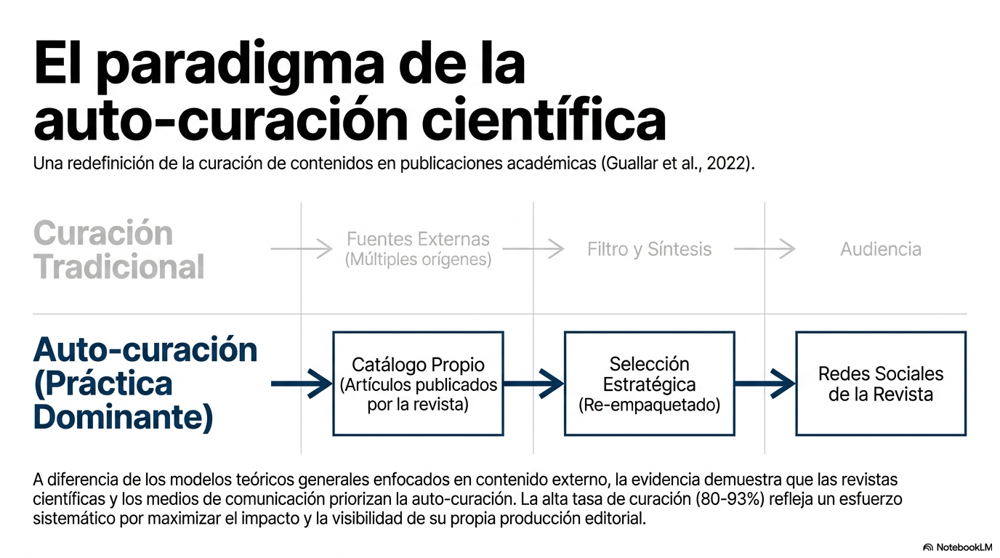 El paradigma de la
auto-curación científica
Una redefinición de la curación de contenidos en publicaciones académicas (Guallar et al., 2022).
Curación
Tradicional
Fuentes Externas
(Múltiples orígenes)
Filtro y Síntesis
Audiencia
Auto-curación
(Práctica
Dominante)
Catálogo Propio
(Artículos publicados
por la revista)
Selección
Estratégica
(Re-empaquetado)
Redes Sociales
de la Revista
A diferencia de los modelos teóricos generales enfocados en contenido externo, la evidencia demuestra que las revistas
científicas y los medios de comunicación priorizan la auto-curación. La alta tasa de curación (80-93%) refleja un esfuerzo
sistemático por maximizar el impacto y la visibilidad de su propia producción editorial.
NotebookLM